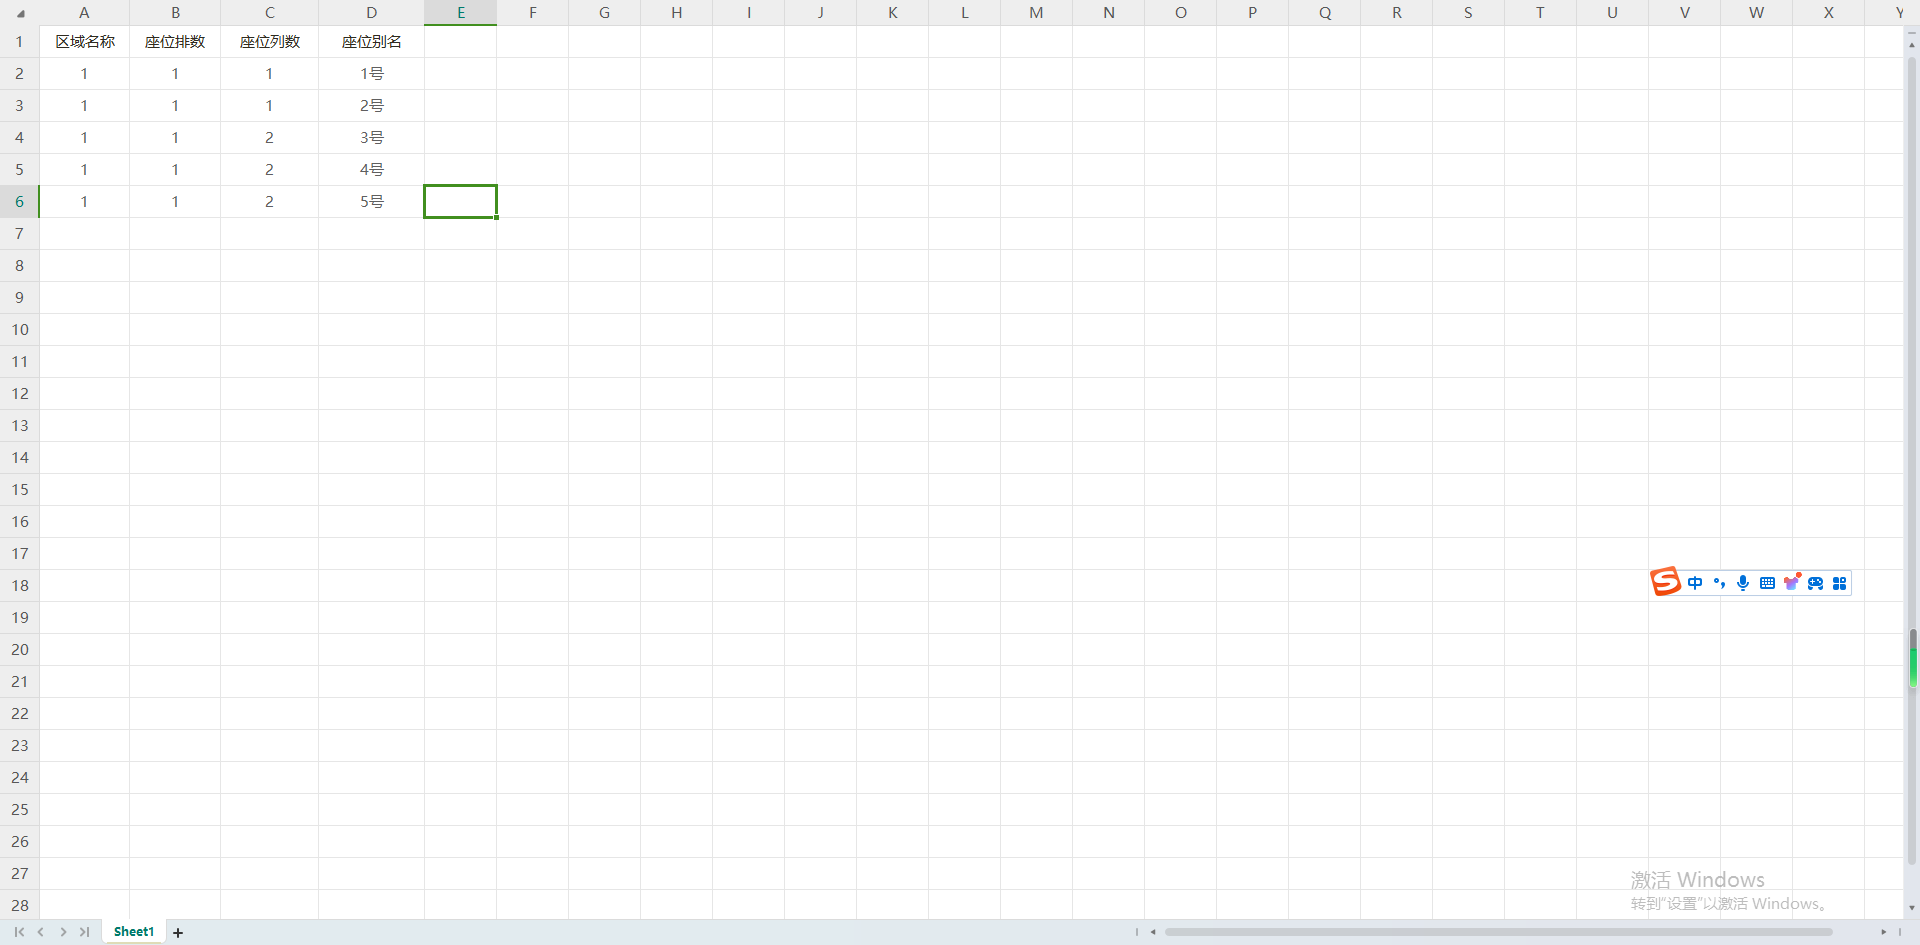 A B C D E F G H I J K L M N O P Q R S T U V W X Y
1 区域名称 座位排数 座位列数 座位别名
2 1 1 1 1号
3 1 1 1 2号
4 1 1 2 3号
5 1 1 2 4号
6 1 1 2 5号
7
8
9
10
11
12
13
14
15
16
17
18
中
19
20
21
22
23
24
25
26
27
激活 Windows
28
转到"设置"以激活 Windows。
Sheet1